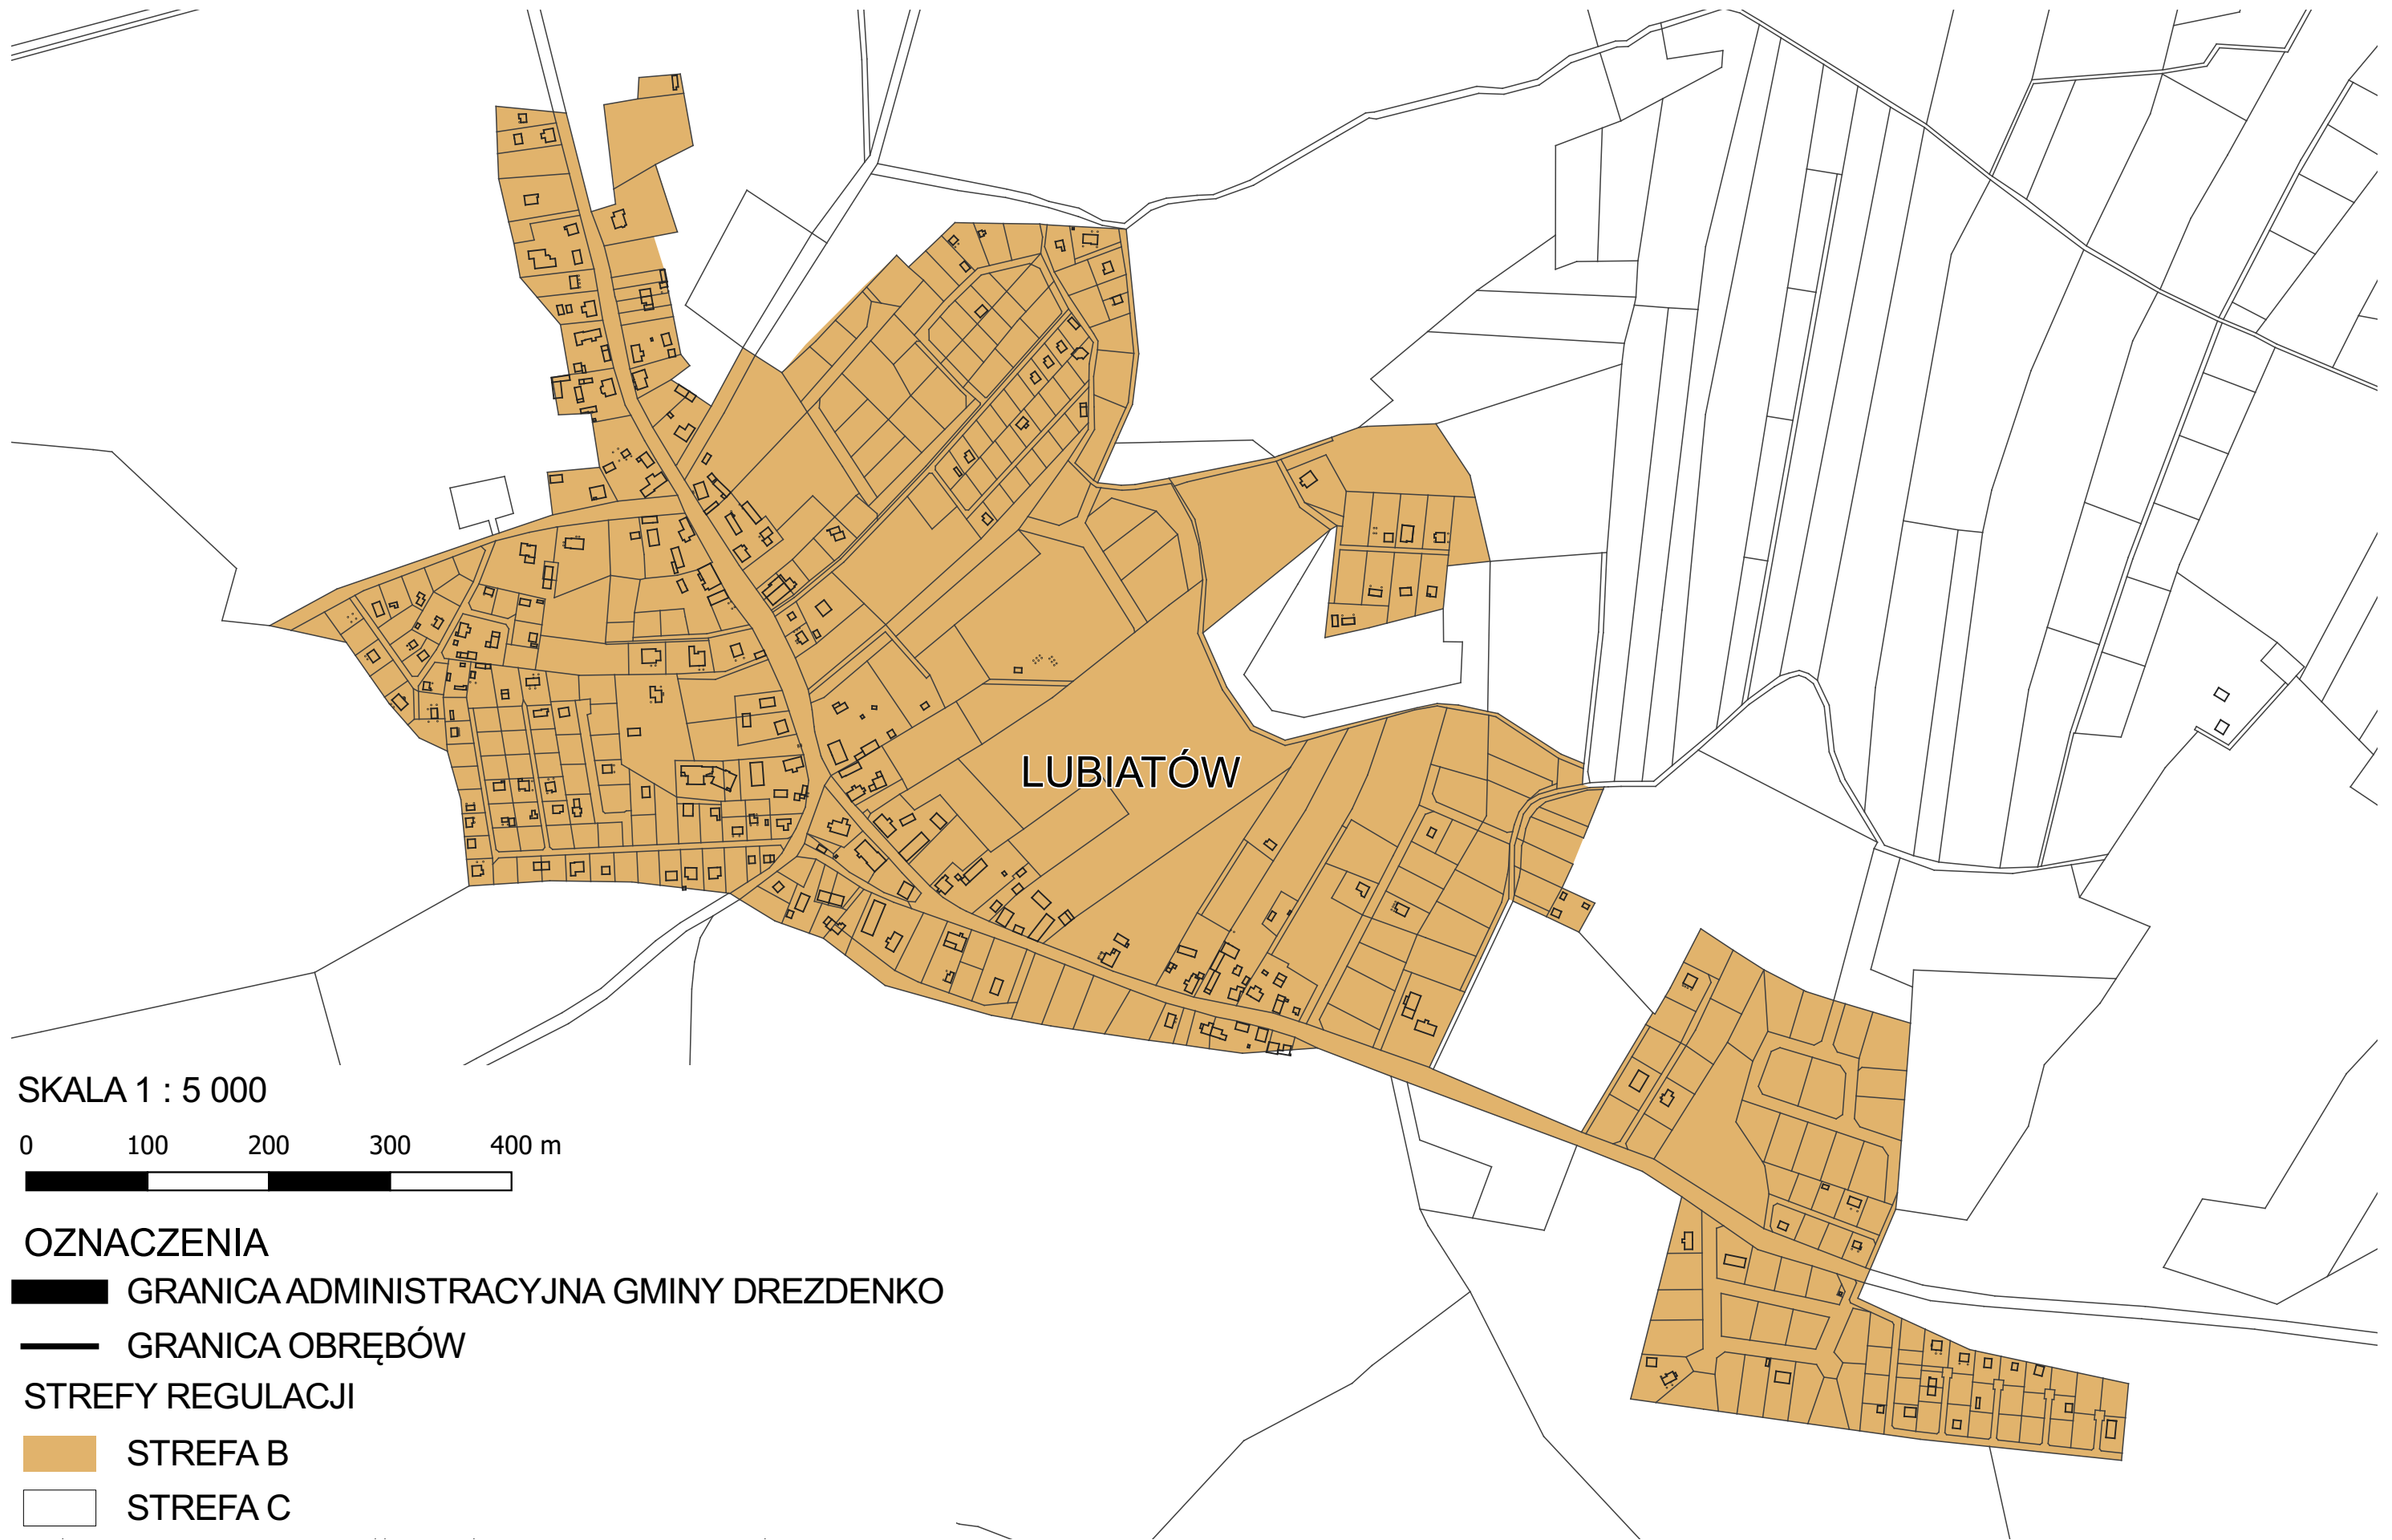 LUBIATÓW
SKALA 1 : 5 000
0 100 200 300 400 m
OZNACZENIA
GRANICA ADMINISTRACYJNA GMINY DREZDENKO
GRANICA OBRĘBÓW
STREFY REGULACJI
STREFA B
STREFA C